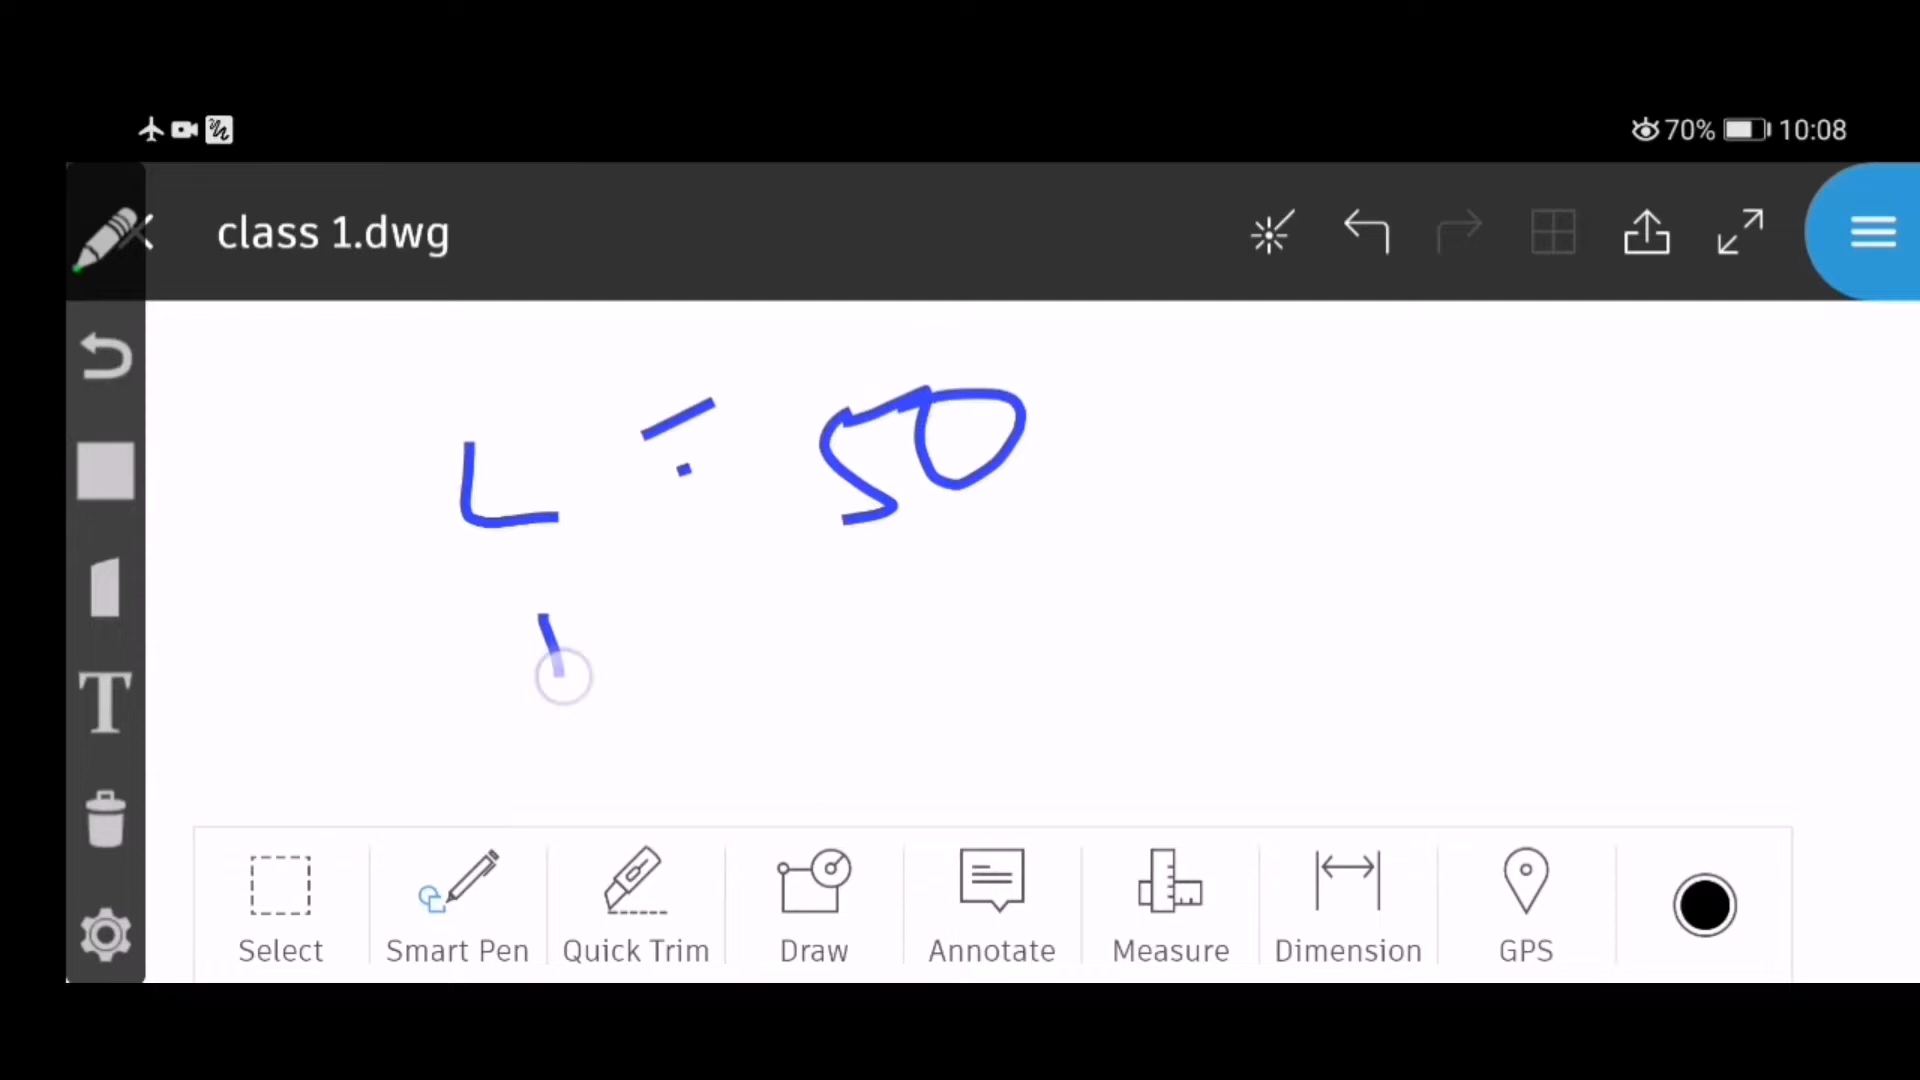 70% 10:08
class 1.dwg
L = 50
T
Select Smart Pen Quick Trim Draw Annotate Measure Dimension GPS